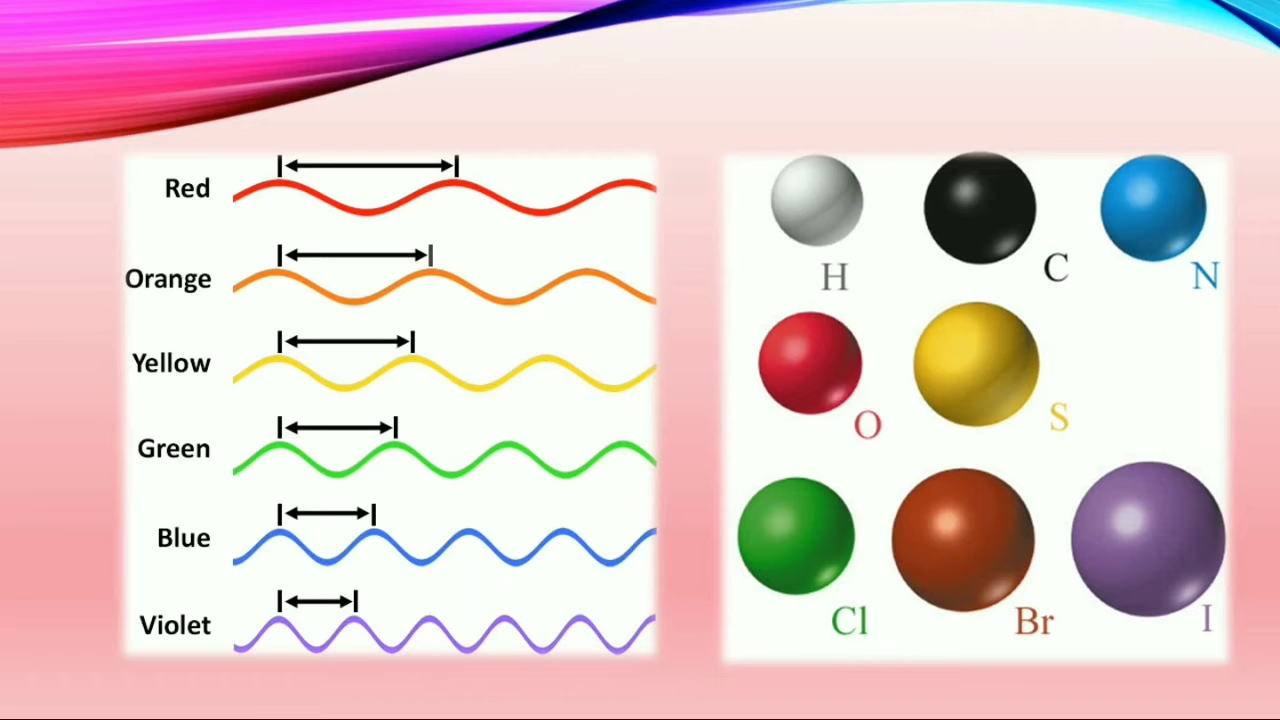 Red
Orange
Yellow
Green
Blue
Violet
H
C
N
O
S
Cl
Br
I